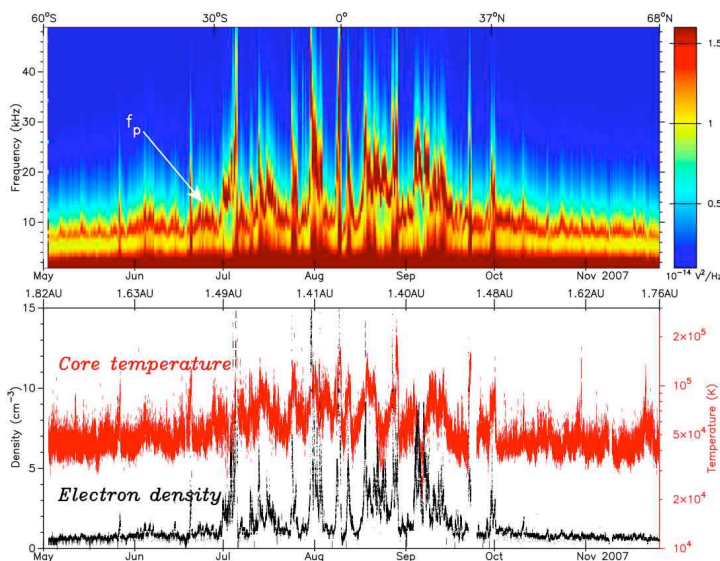 60°S 30°S 0° 37°N 68°N
Frequency (kHz)
40
30
20
10
f_p
1.5
1
0.5
May Jun Jul Aug Sep Oct Nov 2007 10⁻¹⁴ V²/Hz
1.82AU 1.63AU 1.49AU 1.41AU 1.40AU 1.48AU 1.62AU 1.76AU
Density (cm⁻³)
15
10
5
0
Core temperature
Electron density
2×10⁵
10⁵
5×10⁴
2×10⁴
10⁴
Temperature (K)
May Jun Jul Aug Sep Oct Nov 2007